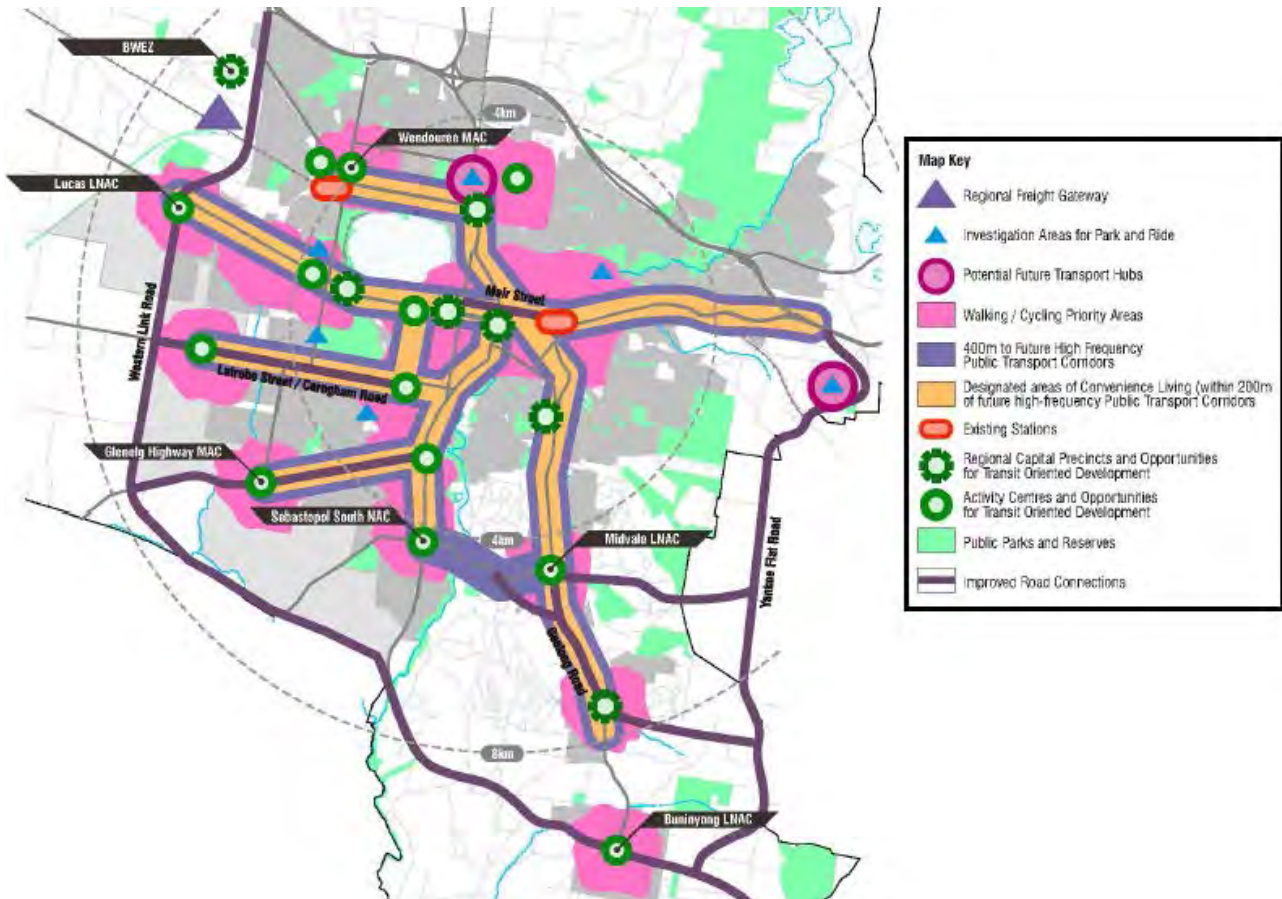 BWEZ
4km
Wendouree MAC
Lucas LNAC
Mair Street
Western Link Road
Latrobe Street / Carngham Road
Glenelg Highway MAC
Sebastopol South NAC
4km
Midvale LNAC
Yankee Flat Road
Geelong Road
8km
Buninyong LNAC
Map Key
Regional Freight Gateway
Investigation Areas for Park and Ride
Potential Future Transport Hubs
Walking / Cycling Priority Areas
400m to Future High Frequency
Public Transport Corridors
Designated areas of Convenience Living (within 200m
of future high-frequency Public Transport Corridors
Existing Stations
Regional Capital Precincts and Opportunities
for Transit Oriented Development
Activity Centres and Opportunities
for Transit Oriented Development
Public Parks and Reserves
Improved Road Connections